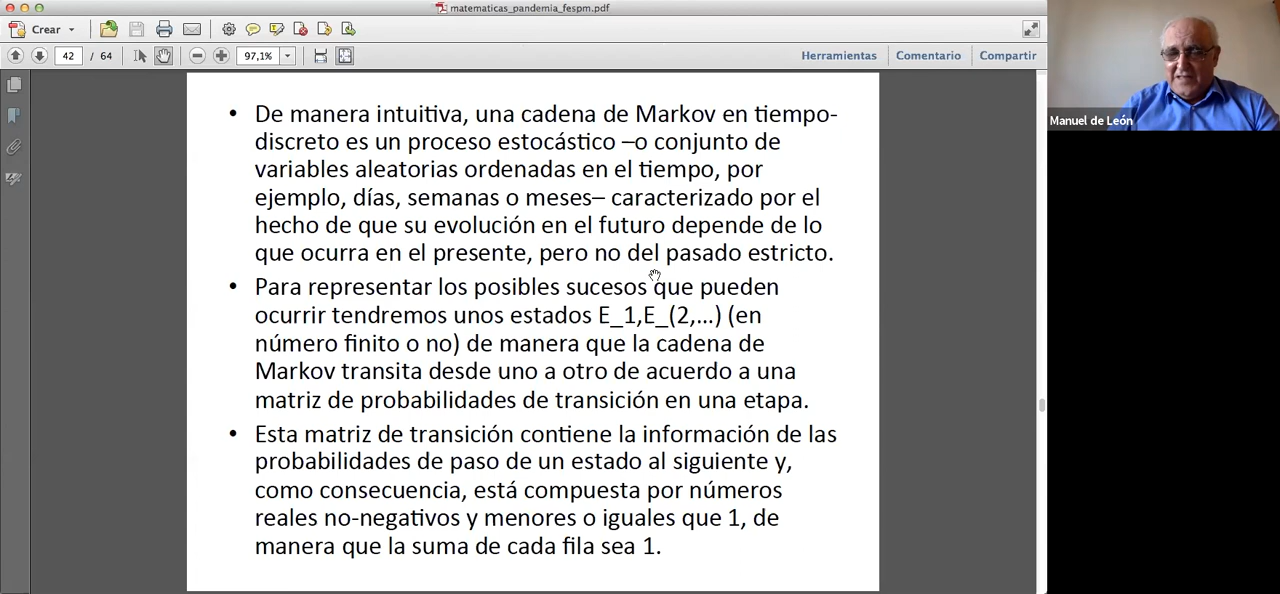 matematicas_pandemia_fespm.pdf
Crear
42 / 64
97,1%
Herramientas
Comentario
Compartir
• De manera intuitiva, una cadena de Markov en tiempo-
discreto es un proceso estocástico –o conjunto de
variables aleatorias ordenadas en el tiempo, por
ejemplo, días, semanas o meses– caracterizado por el
hecho de que su evolución en el futuro depende de lo
que ocurra en el presente, pero no del pasado estricto.
• Para representar los posibles sucesos que pueden
ocurrir tendremos unos estados E_1,E_(2,...) (en
número finito o no) de manera que la cadena de
Markov transita desde uno a otro de acuerdo a una
matriz de probabilidades de transición en una etapa.
• Esta matriz de transición contiene la información de las
probabilidades de paso de un estado al siguiente y,
como consecuencia, está compuesta por números
reales no-negativos y menores o iguales que 1, de
manera que la suma de cada fila sea 1.
Manuel de León